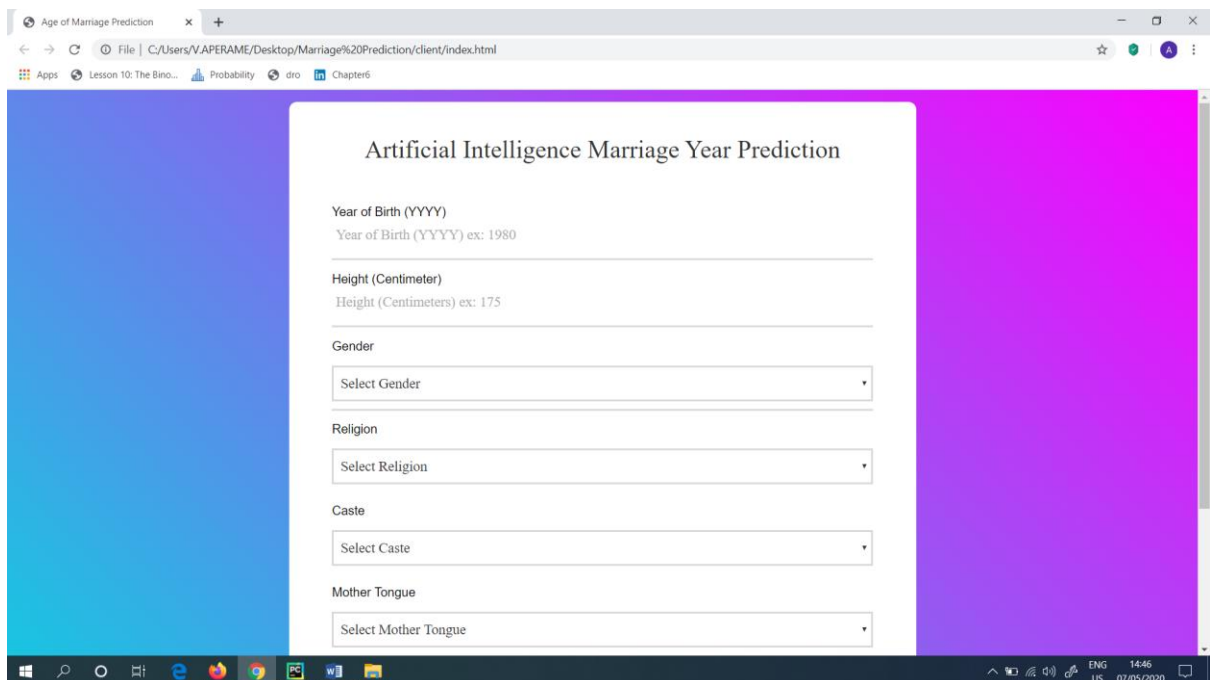 Age of Marriage Prediction
File | C:/Users/V.APERAME/Desktop/Marriage%20Prediction/client/index.html
Apps Lesson 10: The Bino... Probability dro Chapter6
Artificial Intelligence Marriage Year Prediction
Year of Birth (YYYY)
Year of Birth (YYYY) ex: 1980
Height (Centimeter)
Height (Centimeters) ex: 175
Gender
Select Gender
Religion
Select Religion
Caste
Select Caste
Mother Tongue
Select Mother Tongue
ENG 14:46
US 07/05/2020